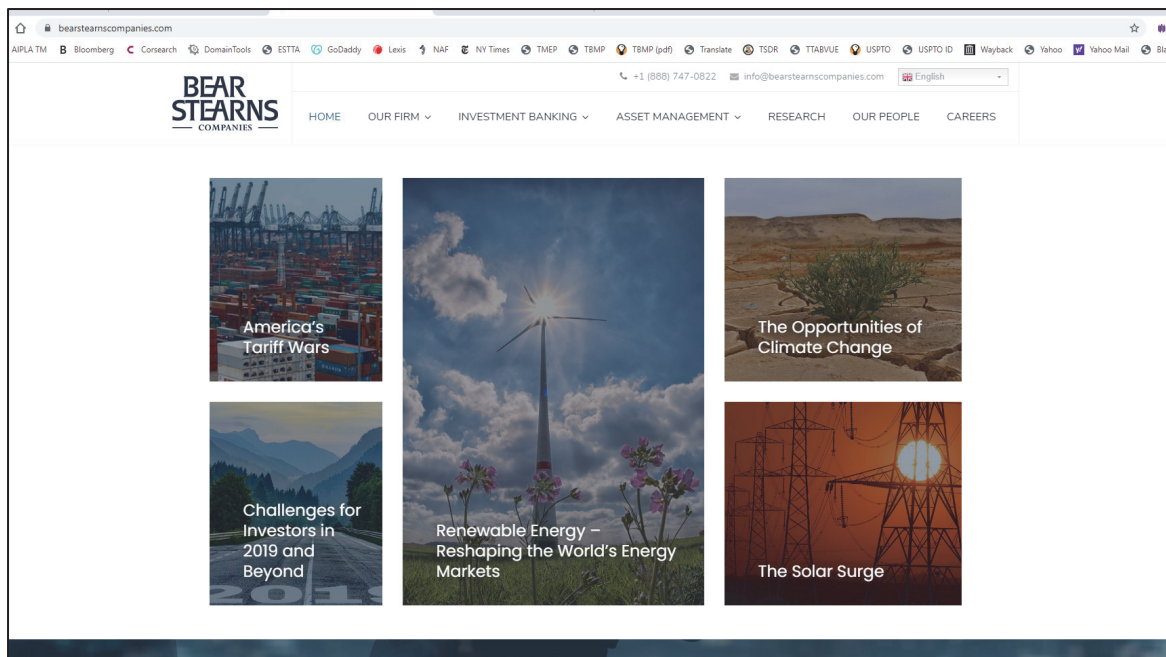 bearstearnscompanies.com
AIPLA TM B Bloomberg Corsearch DomainTools ESTTA GoDaddy Lexis NAF NY Times TMEP TBMP TBMP (pdf) Translate TSDR TTABVUE USPTO USPTO ID Wayback Yahoo Yahoo Mail
BEAR
STEARNS
COMPANIES
+1 (888) 747-0822 info@bearstearnscompanies.com English
HOME OUR FIRM INVESTMENT BANKING ASSET MANAGEMENT RESEARCH OUR PEOPLE CAREERS
America's
Tariff Wars
Challenges for
Investors in
2019 and
Beyond
2019
Renewable Energy –
Reshaping the World's Energy
Markets
The Opportunities of
Climate Change
The Solar Surge